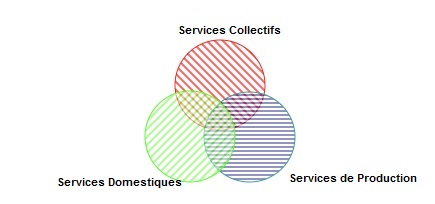 Services Collectifs
Services Domestiques
Services de Production